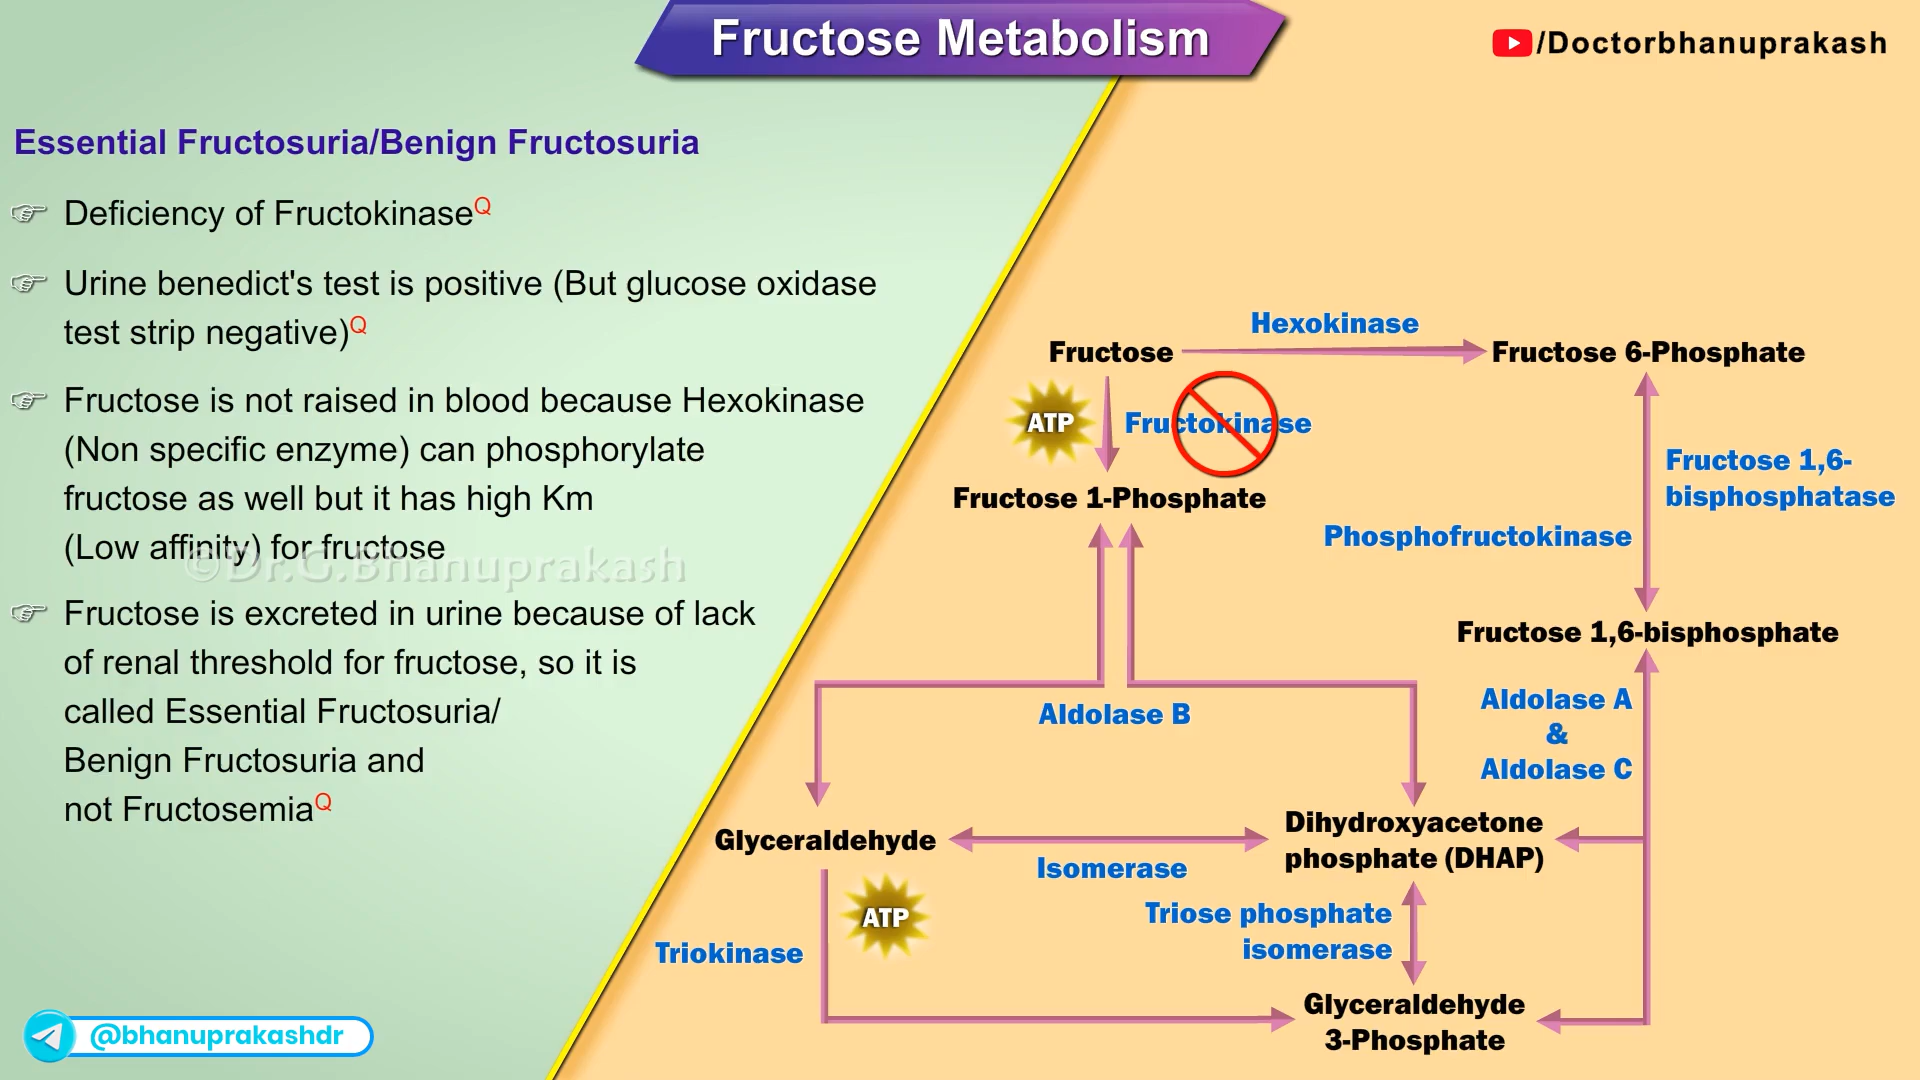 Fructose Metabolism
/Doctorbhanuprakash
Essential Fructosuria/Benign Fructosuria
Deficiency of FructokinaseQ
Urine benedict's test is positive (But glucose oxidase
test strip negative)Q
Fructose is not raised in blood because Hexokinase
(Non specific enzyme) can phosphorylate
fructose as well but it has high Km
(Low affinity) for fructose
©Dr.G.Bhanuprakash
Fructose is excreted in urine because of lack
of renal threshold for fructose, so it is
called Essential Fructosuria/
Benign Fructosuria and
not FructosemiaQ
@bhanuprakashdr
Hexokinase
Fructose
Fructose 6-Phosphate
ATP
Fructokinase
Fructose 1,6-
bisphosphatase
Fructose 1-Phosphate
Phosphofructokinase
Fructose 1,6-bisphosphate
Aldolase B
Aldolase A
&
Aldolase C
Glyceraldehyde
Dihydroxyacetone
phosphate (DHAP)
Isomerase
ATP
Triokinase
Triose phosphate
isomerase
Glyceraldehyde
3-Phosphate